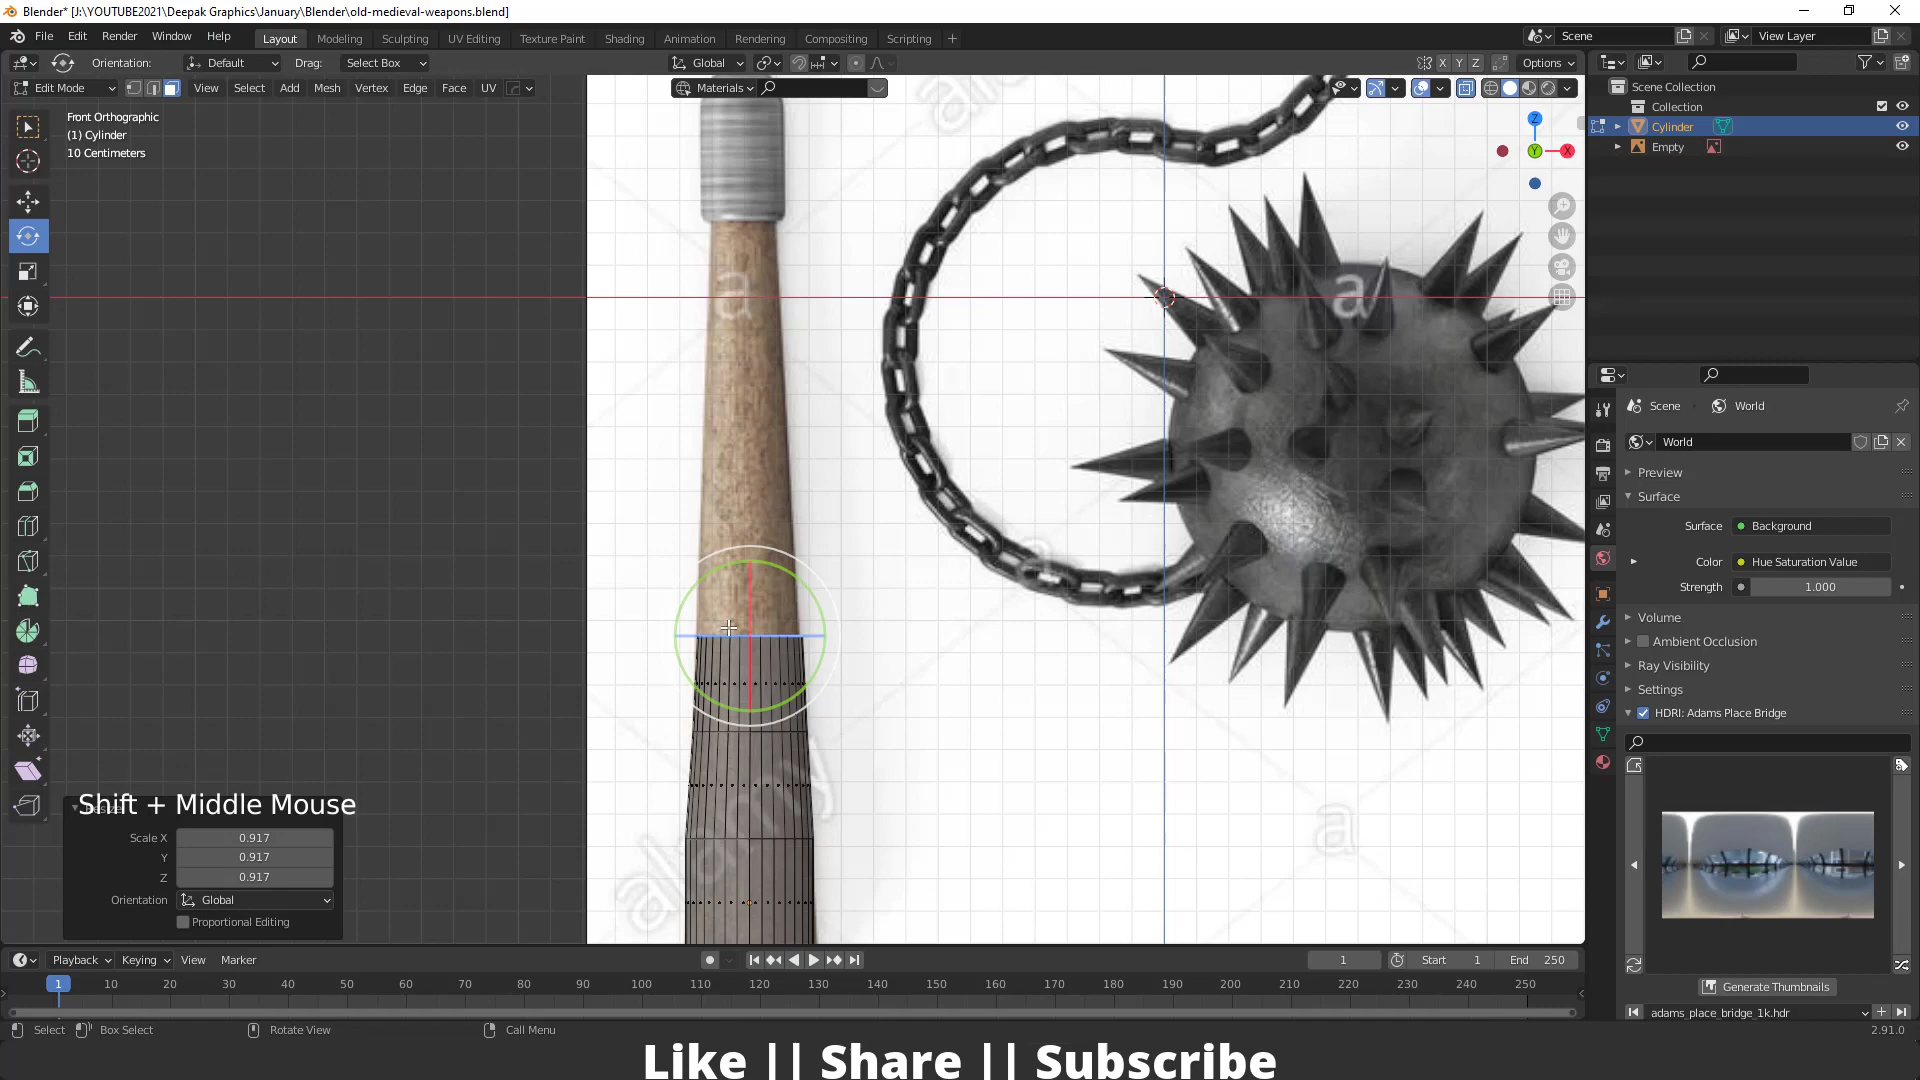 Blender* [J:\YOUTUBE2021\Deepak Graphics\January\Blender\old-medieval-weapons.blend]
File Edit Render Window Help Layout Modeling Sculpting UV Editing Texture Paint Shading Animation Rendering Compositing Scripting + Scene View Layer
Orientation: Default Drag: Select Box Global X Y Z Options
Edit Mode View Select Add Mesh Vertex Edge Face UV Materials
Scene Collection
Collection
Cylinder
Empty
Front Orthographic
(1) Cylinder
10 Centimeters
Z
Y X
a
a
a
a
alamy
Scene World
World
Preview
Surface
Surface Background
Color Hue Saturation Value
Strength 1.000
Volume
Ambient Occlusion
Ray Visibility
Settings
HDRI: Adams Place Bridge
Shift + Middle Mouse
Scale X 0.917
Y 0.917
Z 0.917
Orientation Global
Proportional Editing
Generate Thumbnails
adams_place_bridge_1k.hdr
Playback Keying View Marker 1 Start 1 End 250
1 10 20 30 40 50 60 70 80 90 100 110 120 130 140 150 160 170 180 190 200 210 220 230 240 250
Select Box Select Rotate View Call Menu 2.91.0
Like || Share || Subscribe